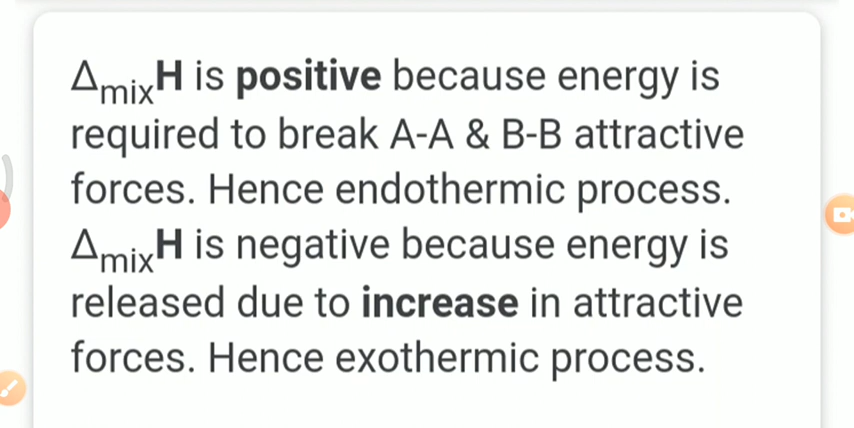 ΔmixH is positive because energy is
required to break A-A & B-B attractive
forces. Hence endothermic process.
ΔmixH is negative because energy is
released due to increase in attractive
forces. Hence exothermic process.